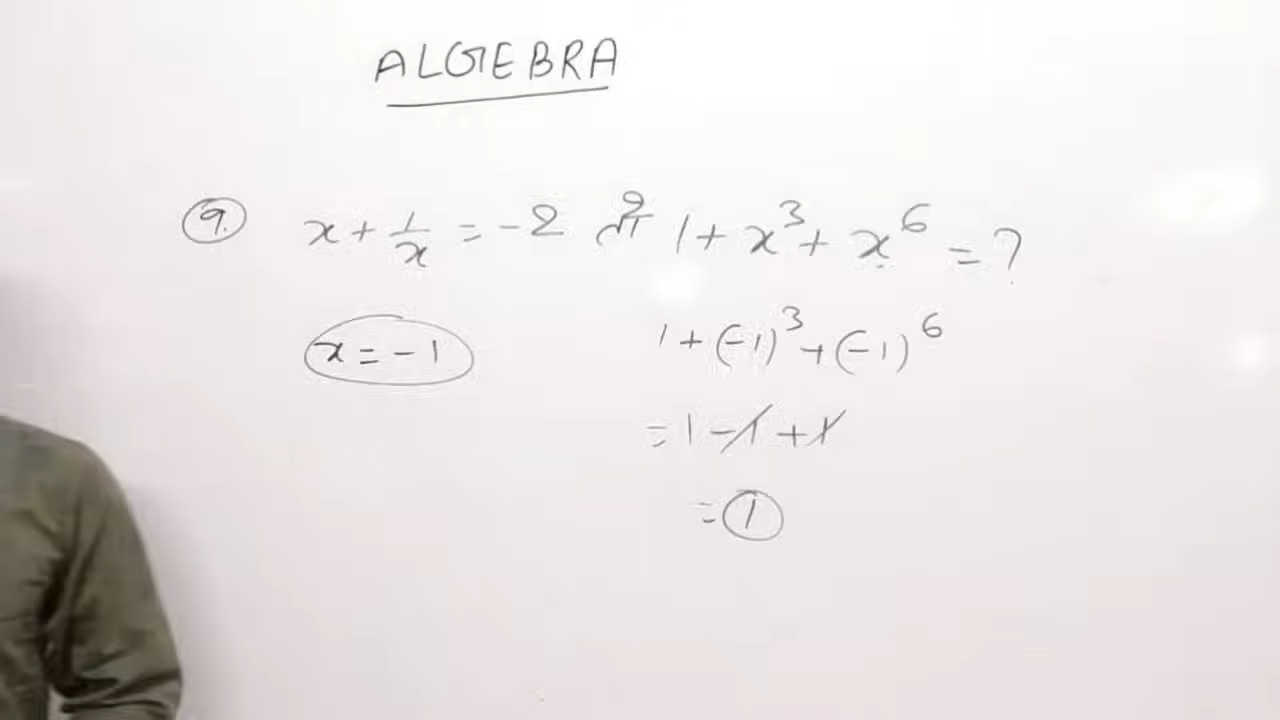 ALGEBRA
9. x + 1/x = -2 तो 1 + x³ + x⁶ = ?
x = -1
1 + (-1)³ + (-1)⁶
= 1 - 1 + 1
= 1